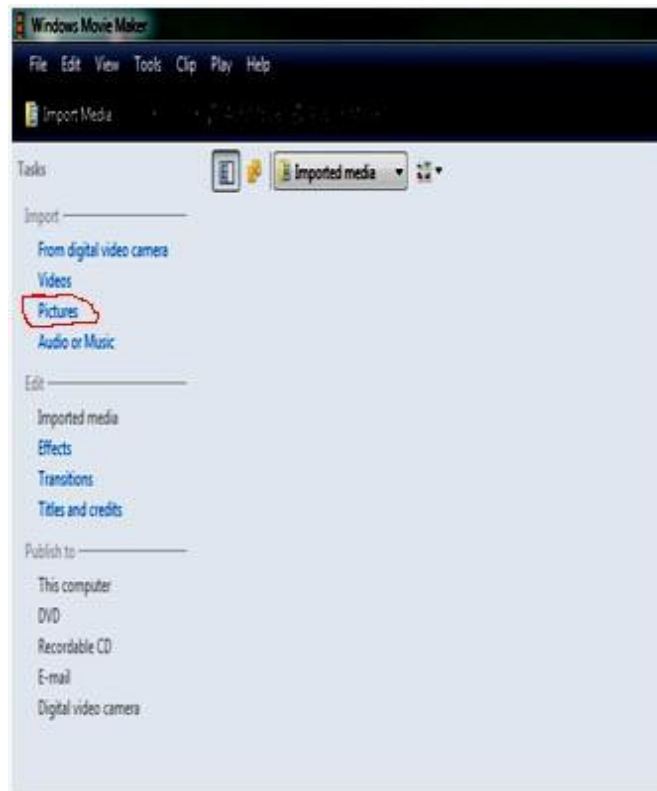 Windows Movie Maker
File Edit View Tools Clip Play Help
Import Media
Tasks
Imported media
Import
From digital video camera
Videos
Pictures
Audio or Music
Edit
Imported media
Effects
Transitions
Titles and credits
Publish to
This computer
DVD
Recordable CD
E-mail
Digital video camera